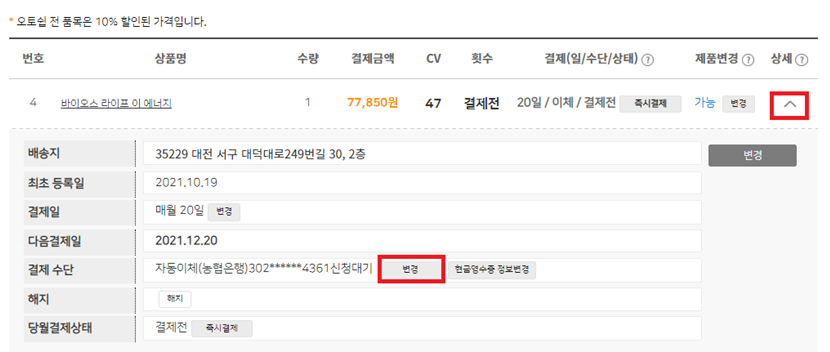 * 오토쉽 전 품목은 10% 할인된 가격입니다.
번호 상품명 수량 결제금액 CV 횟수 결제(일/수단/상태) ? 제품변경 ? 상세 ?
4 바이오스 라이프 이 에너지 1 77,850원 47 결제전 20일 / 이체 / 결제전 즉시결제 가능 변경
배송지 35229 대전 서구 대덕대로249번길 30, 2층 변경
최초 등록일 2021.10.19
결제일 매월 20일 변경
다음결제일 2021.12.20
결제 수단 자동이체(농협은행)302******4361신청대기 변경 현금영수증 정보변경
해지 해지
당월결제상태 결제전 즉시결제